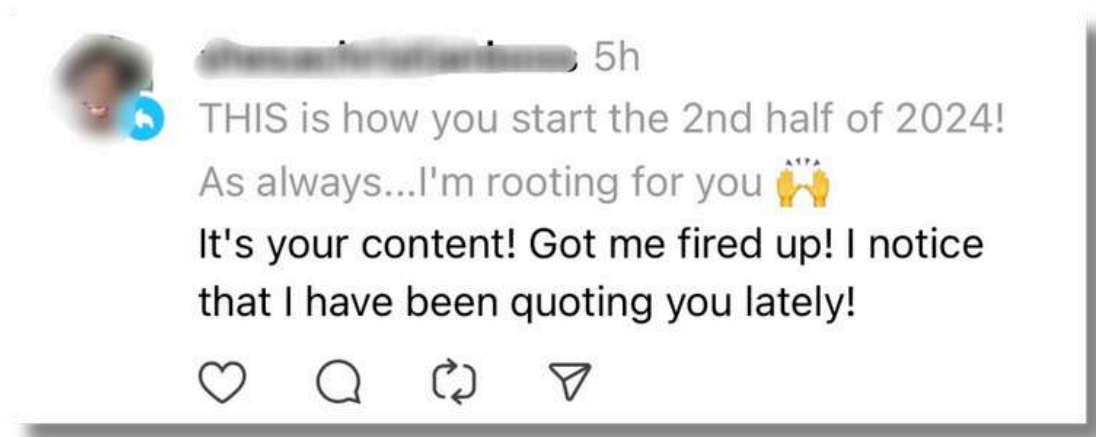 5h
THIS is how you start the 2nd half of 2024!
As always...I'm rooting for you 🙌
It's your content! Got me fired up! I notice
that I have been quoting you lately!